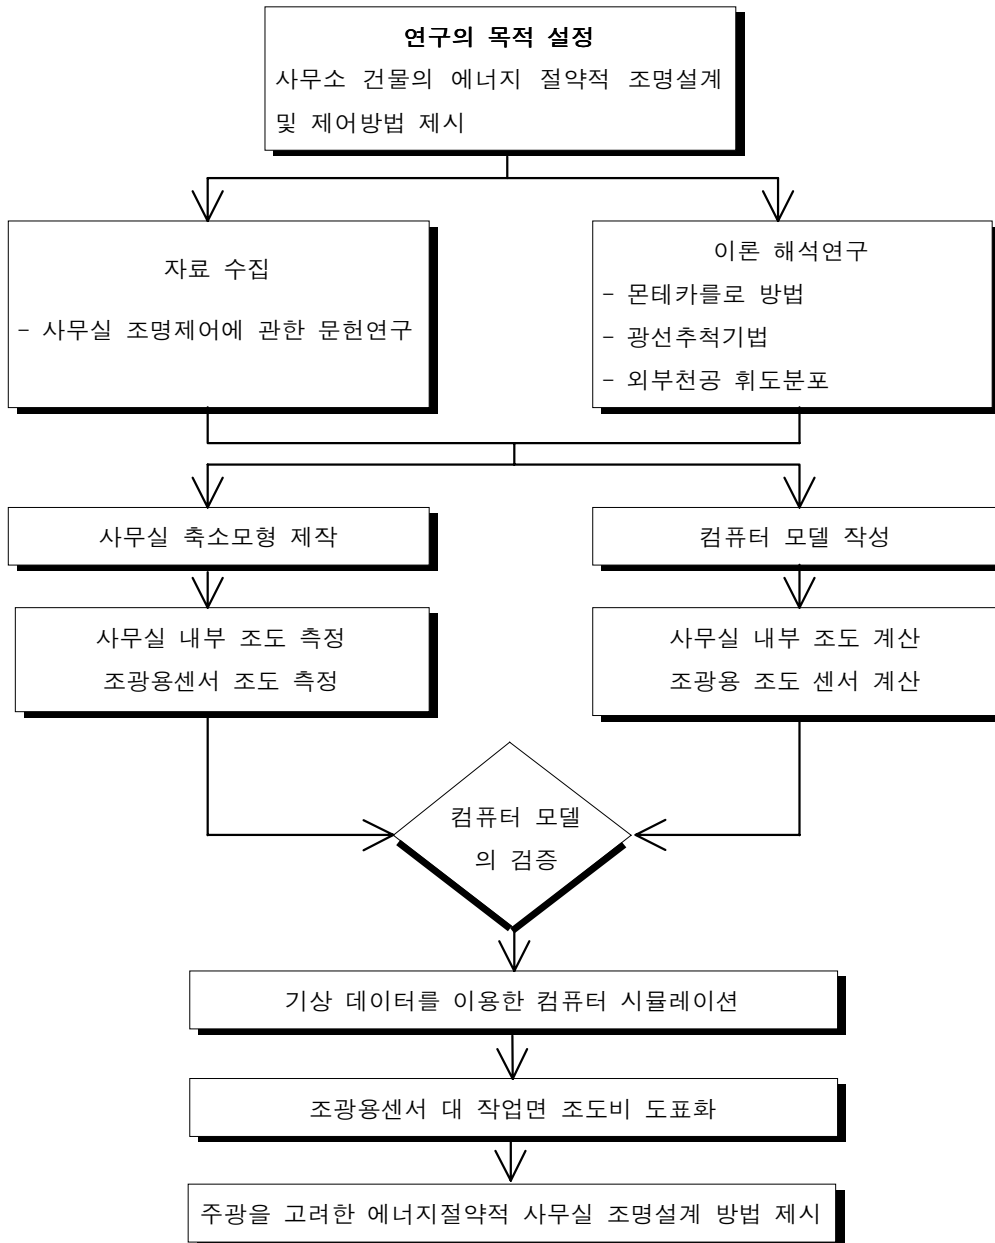 연구의 목적 설정
사무소 건물의 에너지 절약적 조명설계
및 제어방법 제시
자료 수집
- 사무실 조명제어에 관한 문헌연구
이론 해석연구
- 몬테카를로 방법
- 광선추척기법
- 외부천공 휘도분포
사무실 축소모형 제작
컴퓨터 모델 작성
사무실 내부 조도 측정
조광용센서 조도 측정
사무실 내부 조도 계산
조광용 조도 센서 계산
컴퓨터 모델
의 검증
기상 데이터를 이용한 컴퓨터 시뮬레이션
조광용센서 대 작업면 조도비 도표화
주광을 고려한 에너지절약적 사무실 조명설계 방법 제시